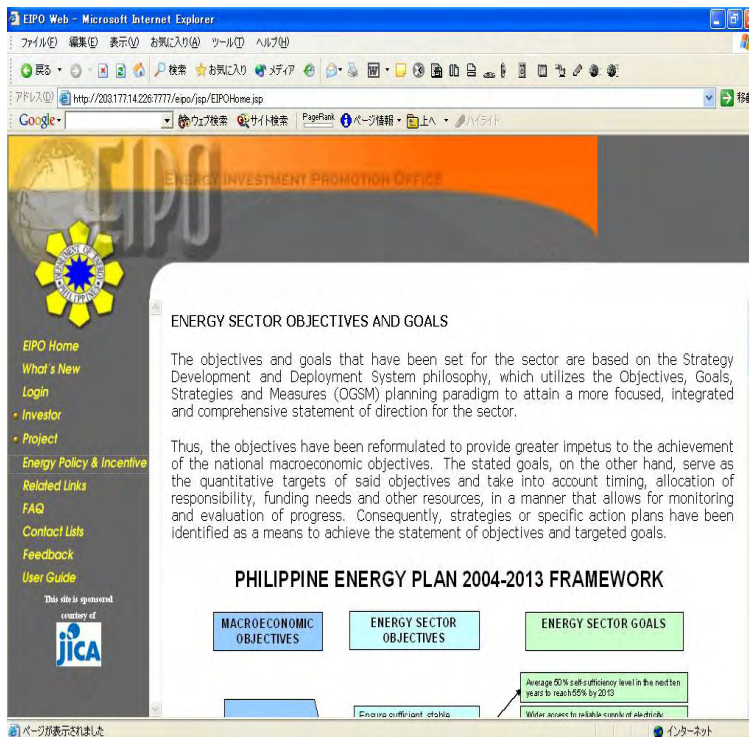 EIPO Web - Microsoft Internet Explorer
ファイル(F) 編集(E) 表示(V) お気に入り(A) ツール(T) ヘルプ(H)
戻る 検索 お気に入り メディア
アドレス(D) http://203.177.14.226:7777/eipo/jsp/EIPOHome.jsp 移動
Google ウェブ検索 サイト検索 PageRank ページ情報 上へ ハイライト
EIPO
ENERGY INVESTMENT PROMOTION OFFICE
DEPARTMENT OF ENERGY
PHILIPPINES
EIPO Home
What's New
Login
Investor
Project
Energy Policy & Incentive
Related Links
FAQ
Contact Lists
Feedback
User Guide
This site is sponsored
courtesy of
jICA
ENERGY SECTOR OBJECTIVES AND GOALS
The objectives and goals that have been set for the sector are based on the Strategy
Development and Deployment System philosophy, which utilizes the Objectives, Goals,
Strategies and Measures (OGSM) planning paradigm to attain a more focused, integrated
and comprehensive statement of direction for the sector.
Thus, the objectives have been reformulated to provide greater impetus to the achievement
of the national macroeconomic objectives. The stated goals, on the other hand, serve as
the quantitative targets of said objectives and take into account timing, allocation of
responsibility, funding needs and other resources, in a manner that allows for monitoring
and evaluation of progress. Consequently, strategies or specific action plans have been
identified as a means to achieve the statement of objectives and targeted goals.
PHILIPPINE ENERGY PLAN 2004-2013 FRAMEWORK
MACROECONOMIC
OBJECTIVES
ENERGY SECTOR
OBJECTIVES
ENERGY SECTOR GOALS
Average 50% self-sufficiency level in the next ten
years to reach 55% by 2013
Ensure sufficient, stable,
Wider access to reliable supply of electricity
ページが表示されました
インターネット